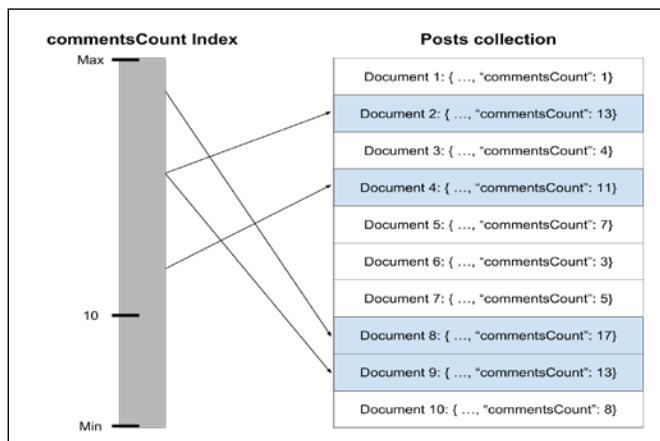 commentsCount Index
Posts collection
Max
Document 1: { ..., “commentsCount”: 1}
Document 2: { ..., “commentsCount”: 13}
Document 3: { ..., “commentsCount”: 4}
Document 4: { ..., “commentsCount”: 11}
Document 5: { ..., “commentsCount”: 7}
Document 6: { ..., “commentsCount”: 3}
Document 7: { ..., “commentsCount”: 5}
10
Document 8: { ..., “commentsCount”: 17}
Document 9: { ..., “commentsCount”: 13}
Document 10: { ..., “commentsCount”: 8}
Min